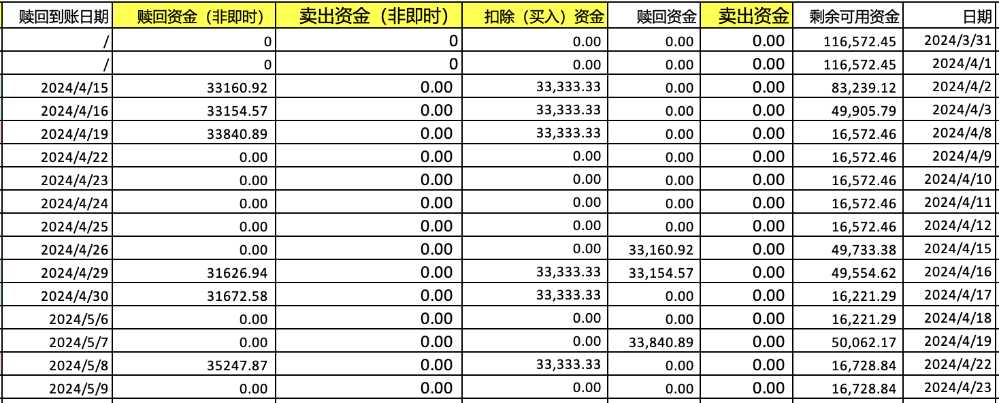 赎回到账日期 赎回资金（非即时） 卖出资金（非即时） 扣除（买入）资金 赎回资金 卖出资金 剩余可用资金 日期
/ 0 0 0.00 0.00 0.00 116,572.45 2024/3/31
/ 0 0 0.00 0.00 0.00 116,572.45 2024/4/1
2024/4/15 33160.92 0.00 33,333.33 0.00 0.00 83,239.12 2024/4/2
2024/4/16 33154.57 0.00 33,333.33 0.00 0.00 49,905.79 2024/4/3
2024/4/19 33840.89 0.00 33,333.33 0.00 0.00 16,572.46 2024/4/8
2024/4/22 0.00 0.00 0.00 0.00 0.00 16,572.46 2024/4/9
2024/4/23 0.00 0.00 0.00 0.00 0.00 16,572.46 2024/4/10
2024/4/24 0.00 0.00 0.00 0.00 0.00 16,572.46 2024/4/11
2024/4/25 0.00 0.00 0.00 0.00 0.00 16,572.46 2024/4/12
2024/4/26 0.00 0.00 0.00 33,160.92 0.00 49,733.38 2024/4/15
2024/4/29 31626.94 0.00 33,333.33 33,154.57 0.00 49,554.62 2024/4/16
2024/4/30 31672.58 0.00 33,333.33 0.00 0.00 16,221.29 2024/4/17
2024/5/6 0.00 0.00 0.00 0.00 0.00 16,221.29 2024/4/18
2024/5/7 0.00 0.00 0.00 33,840.89 0.00 50,062.17 2024/4/19
2024/5/8 35247.87 0.00 33,333.33 0.00 0.00 16,728.84 2024/4/22
2024/5/9 0.00 0.00 0.00 0.00 0.00 16,728.84 2024/4/23